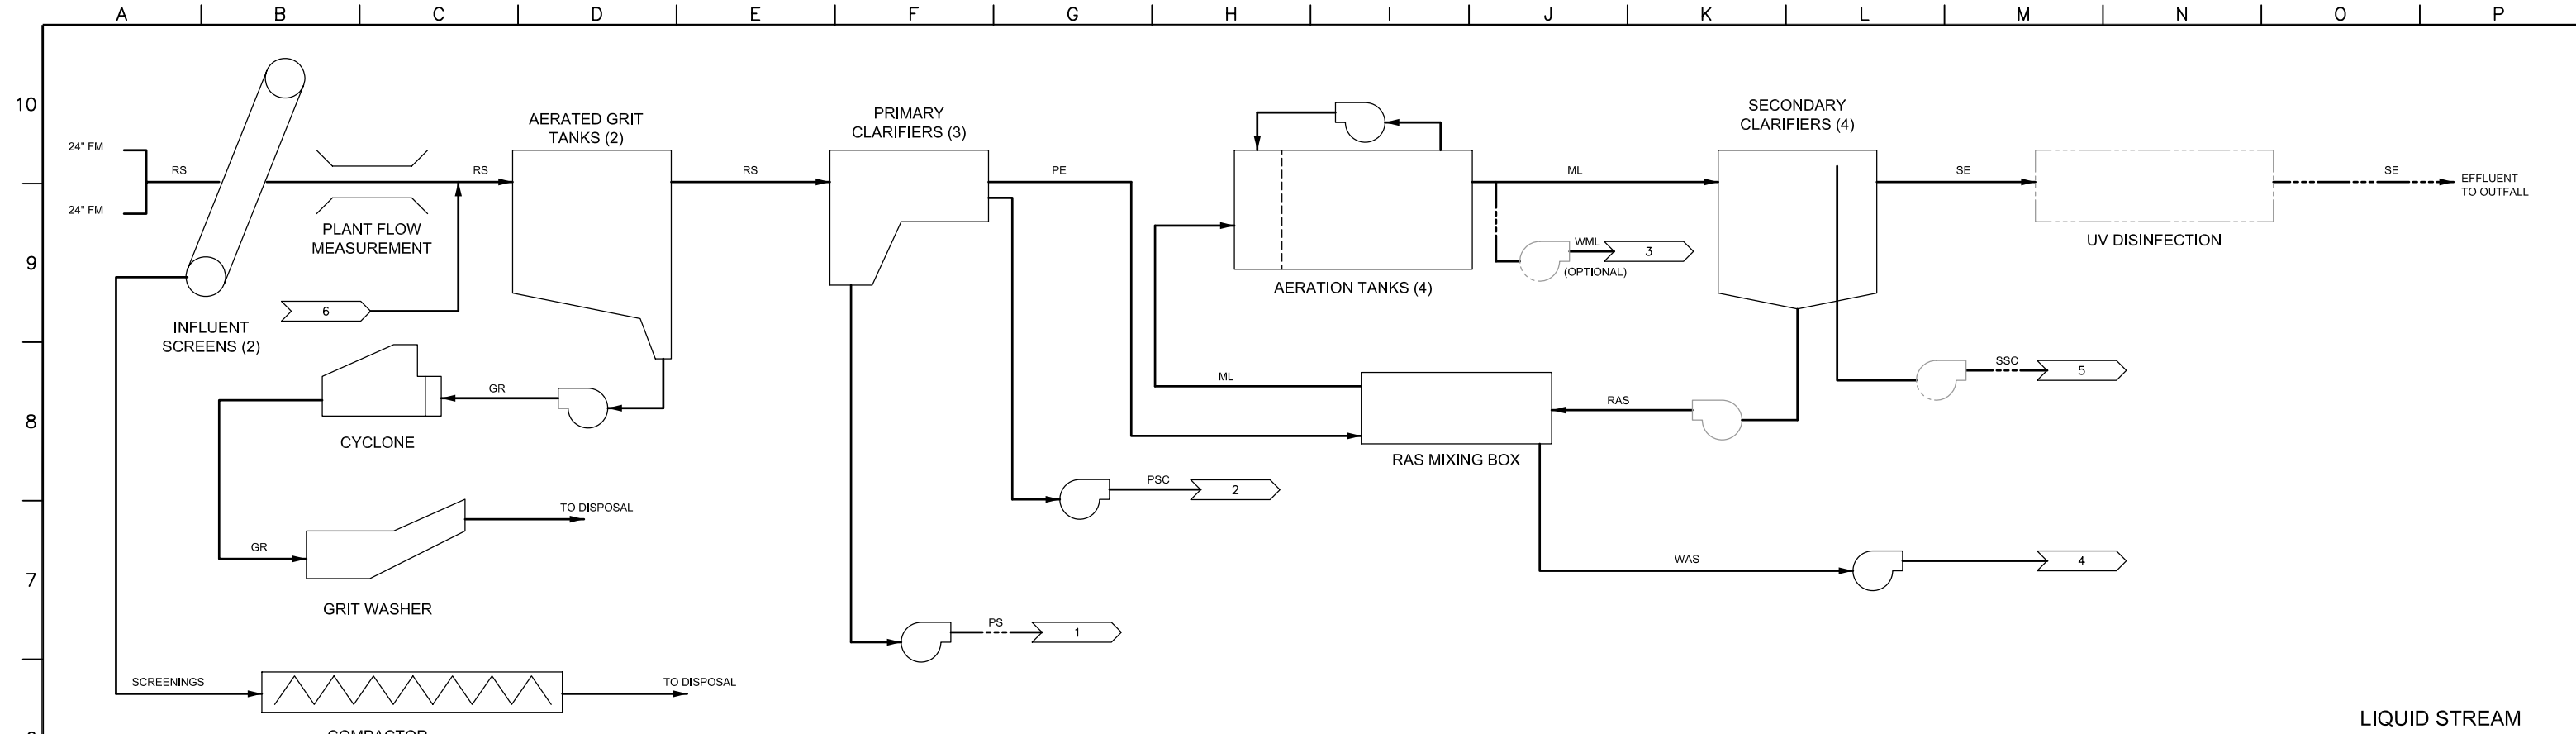 A B C D E F G H I J K L M N O P
10
9
8
7
24" FM
24" FM
RS
INFLUENT
SCREENS (2)
PLANT FLOW
MEASUREMENT
6
RS
AERATED GRIT
TANKS (2)
RS
PRIMARY
CLARIFIERS (3)
PE
AERATION TANKS (4)
ML
WML
3
(OPTIONAL)
SECONDARY
CLARIFIERS (4)
SE
UV DISINFECTION
SE
EFFLUENT
TO OUTFALL
CYCLONE
GR
ML
RAS MIXING BOX
RAS
SSC
5
PSC
2
GR
TO DISPOSAL
GRIT WASHER
WAS
4
PS
1
SCREENINGS
TO DISPOSAL
LIQUID STREAM